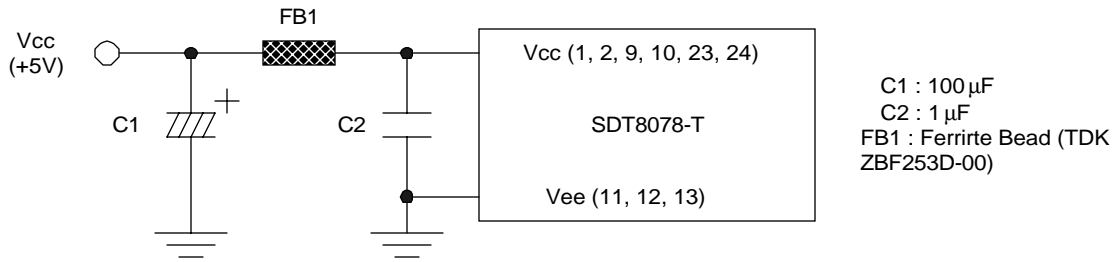 FB1
Vcc
(+5V)
Vcc (1, 2, 9, 10, 23, 24)
C1 : 100 µF
C2 : 1 µF
FB1 : Ferrirte Bead (TDK
ZBF253D-00)
+
C1
C2
SDT8078-T
Vee (11, 12, 13)